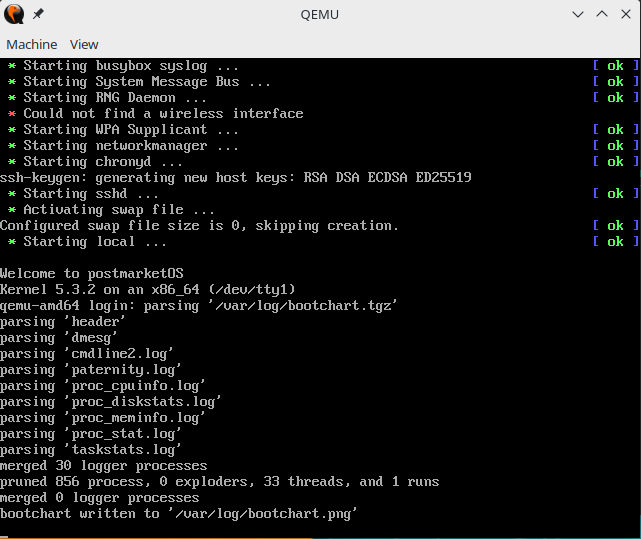 QEMU
Machine View
* Starting busybox syslog ... [ ok ]
* Starting System Message Bus ... [ ok ]
* Starting RNG Daemon ... [ ok ]
* Could not find a wireless interface
* Starting WPA Supplicant ... [ ok ]
* Starting networkmanager ... [ ok ]
* Starting chronyd ... [ ok ]
ssh-keygen: generating new host keys: RSA DSA ECDSA ED25519
* Starting sshd ... [ ok ]
* Activating swap file ...
Configured swap file size is 0, skipping creation. [ ok ]
* Starting local ... [ ok ]
Welcome to postmarketOS
Kernel 5.3.2 on an x86_64 (/dev/tty1)
qemu-amd64 login: parsing '/var/log/bootchart.tgz'
parsing 'header'
parsing 'dmesg'
parsing 'cmdline2.log'
parsing 'paternity.log'
parsing 'proc_cpuinfo.log'
parsing 'proc_diskstats.log'
parsing 'proc_meminfo.log'
parsing 'proc_stat.log'
parsing 'taskstats.log'
merged 30 logger processes
pruned 856 process, 0 exploders, 33 threads, and 1 runs
merged 0 logger processes
bootchart written to '/var/log/bootchart.png'